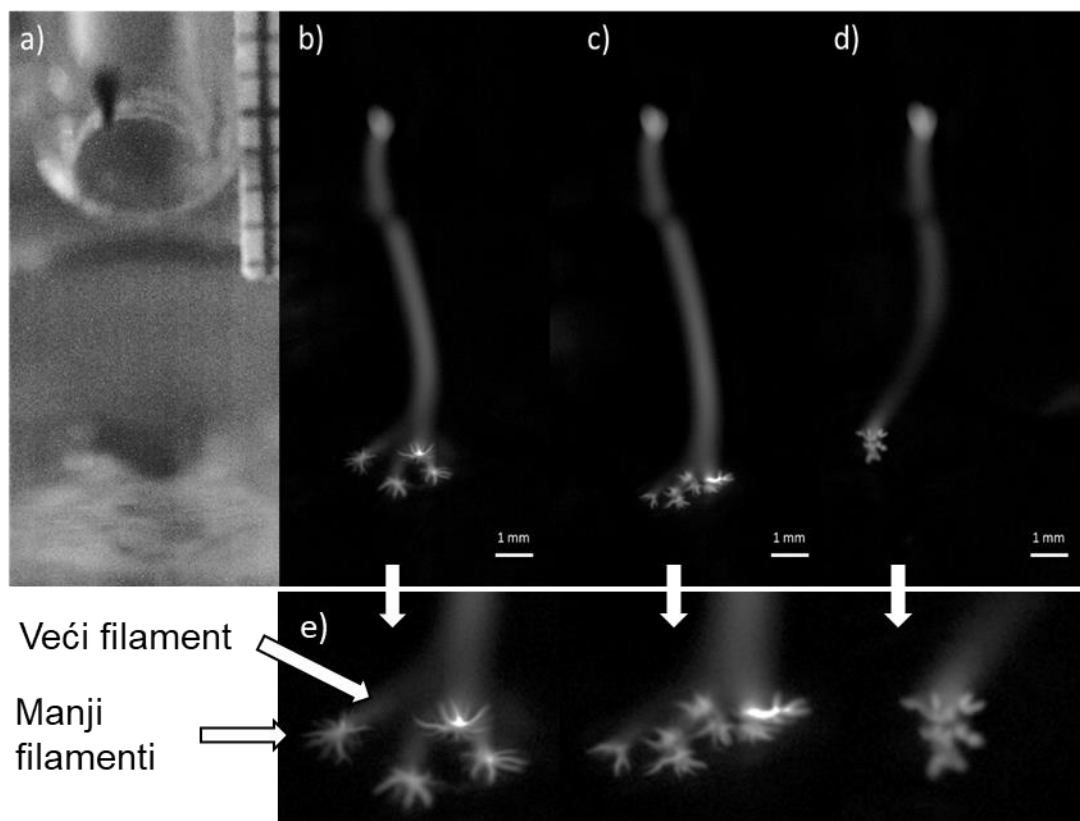 a)
b)
c)
d)
1 mm
1 mm
1 mm
Veći filament
e)
Manji
filamenti